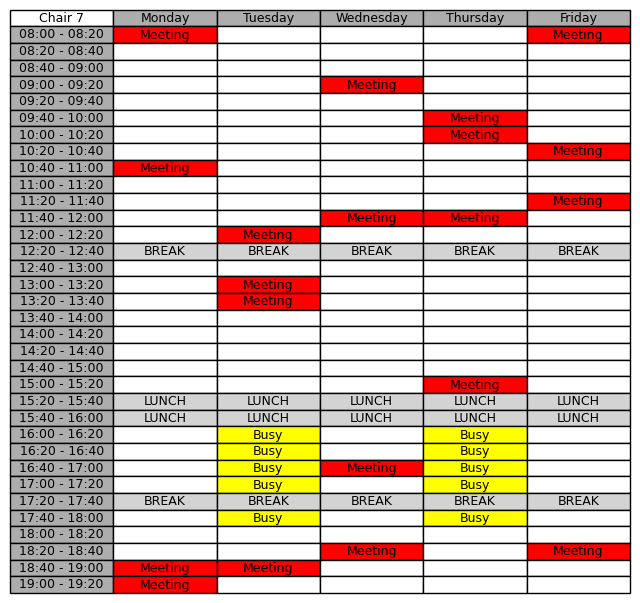 Chair 7 Monday Tuesday Wednesday Thursday Friday
08:00 - 08:20 Meeting Meeting
08:20 - 08:40
08:40 - 09:00
09:00 - 09:20 Meeting
09:20 - 09:40
09:40 - 10:00 Meeting
10:00 - 10:20 Meeting
10:20 - 10:40 Meeting
10:40 - 11:00 Meeting
11:00 - 11:20
11:20 - 11:40 Meeting
11:40 - 12:00 Meeting Meeting
12:00 - 12:20 Meeting
12:20 - 12:40 BREAK BREAK BREAK BREAK BREAK
12:40 - 13:00
13:00 - 13:20 Meeting
13:20 - 13:40 Meeting
13:40 - 14:00
14:00 - 14:20
14:20 - 14:40
14:40 - 15:00
15:00 - 15:20 Meeting
15:20 - 15:40 LUNCH LUNCH LUNCH LUNCH LUNCH
15:40 - 16:00 LUNCH LUNCH LUNCH LUNCH LUNCH
16:00 - 16:20 Busy Busy
16:20 - 16:40 Busy Busy
16:40 - 17:00 Busy Meeting Busy
17:00 - 17:20 Busy Busy
17:20 - 17:40 BREAK BREAK BREAK BREAK BREAK
17:40 - 18:00 Busy Busy
18:00 - 18:20
18:20 - 18:40 Meeting Meeting
18:40 - 19:00 Meeting Meeting
19:00 - 19:20 Meeting